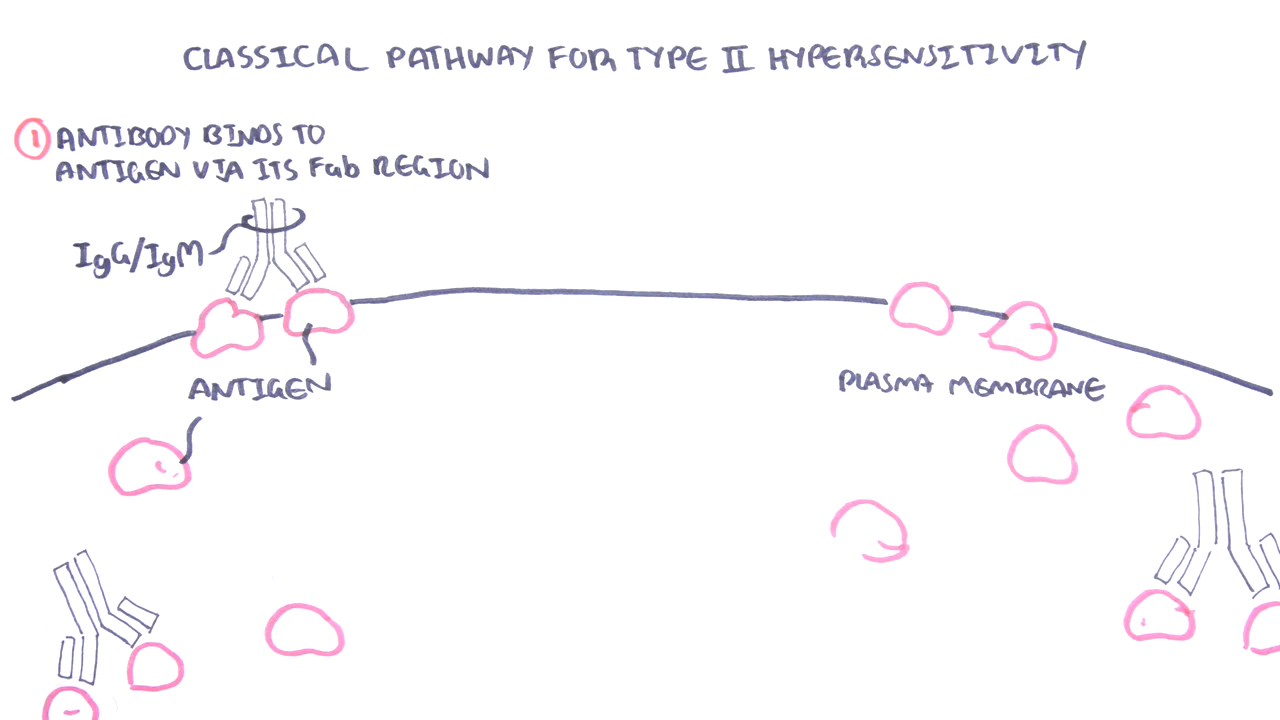 CLASSICAL PATHWAY FOR TYPE II HYPERSENSITIVITY
1 ANTIBODY BINDS TO
ANTIGEN VIA ITS Fab REGION
IgG/IgM
ANTIGEN
PLASMA MEMBRANE